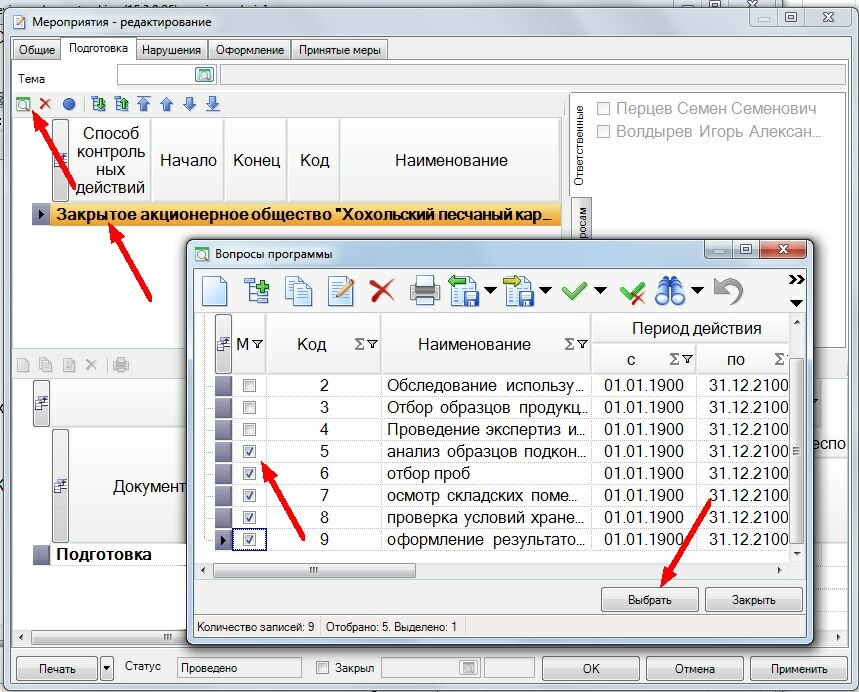 Мероприятия - редактирование
Общие Подготовка Нарушения Оформление Принятые меры
Тема
Способ контроль ных действий Начало Конец Код Наименование
Закрытое акционерное общество "Хохольский песчаный кар...
Ответственные
Перцев Семен Семенович
Волдырев Игорь Алексан...
Вопросы программы
М Код Наименование Период действия
с по
2 Обследование использу... 01.01.1900 31.12.2100
3 Отбор образцов продукц... 01.01.1900 31.12.2100
4 Проведение экспертиз и... 01.01.1900 31.12.2100
5 анализ образцов подкон... 01.01.1900 31.12.2100
6 отбор проб 01.01.1900 31.12.2100
7 осмотр складских поме... 01.01.1900 31.12.2100
8 проверка условий хране... 01.01.1900 31.12.2100
9 оформление результато... 01.01.1900 31.12.2100
Выбрать Закрыть
Количество записей: 9 Отобрано: 5. Выделено: 1
Документ
Подготовка
Печать Статус Проведено Закрыл OK Отмена Применить